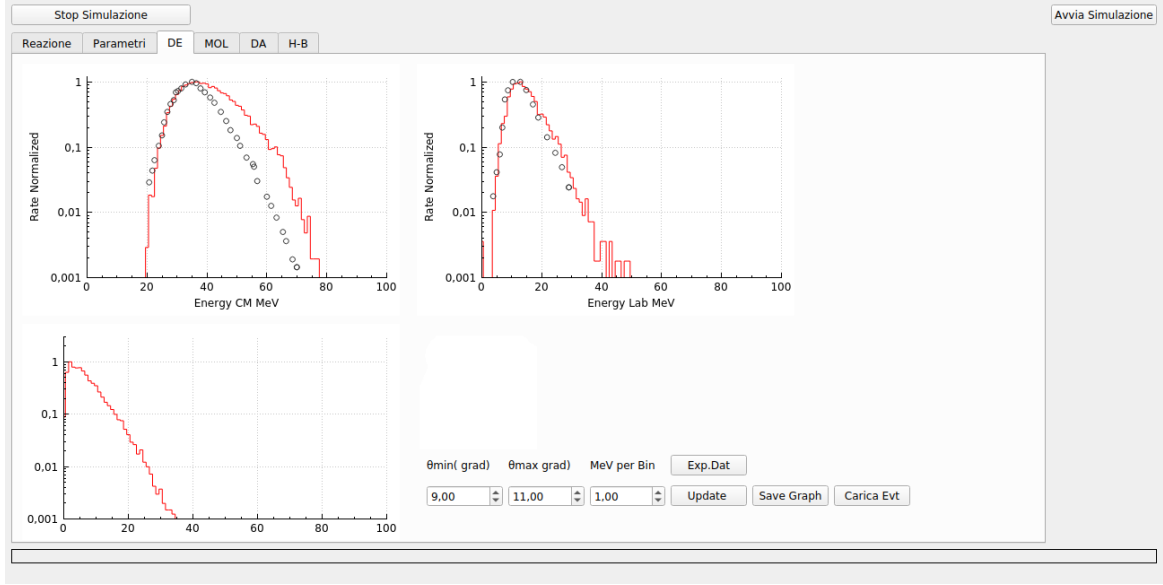 Stop Simulazione Avvia Simulazione
Reazione Parametri DE MOL DA H-B
Rate Normalized
1
0,1
0,01
0,001
0 20 40 60 80 100
Energy CM MeV
Rate Normalized
1
0,1
0,01
0,001
0 20 40 60 80 100
Energy Lab MeV
1
0,1
0,01
0,001
0 20 40 60 80 100
θmin( grad) θmax grad) MeV per Bin Exp.Dat
9,00 11,00 1,00 Update Save Graph Carica Evt